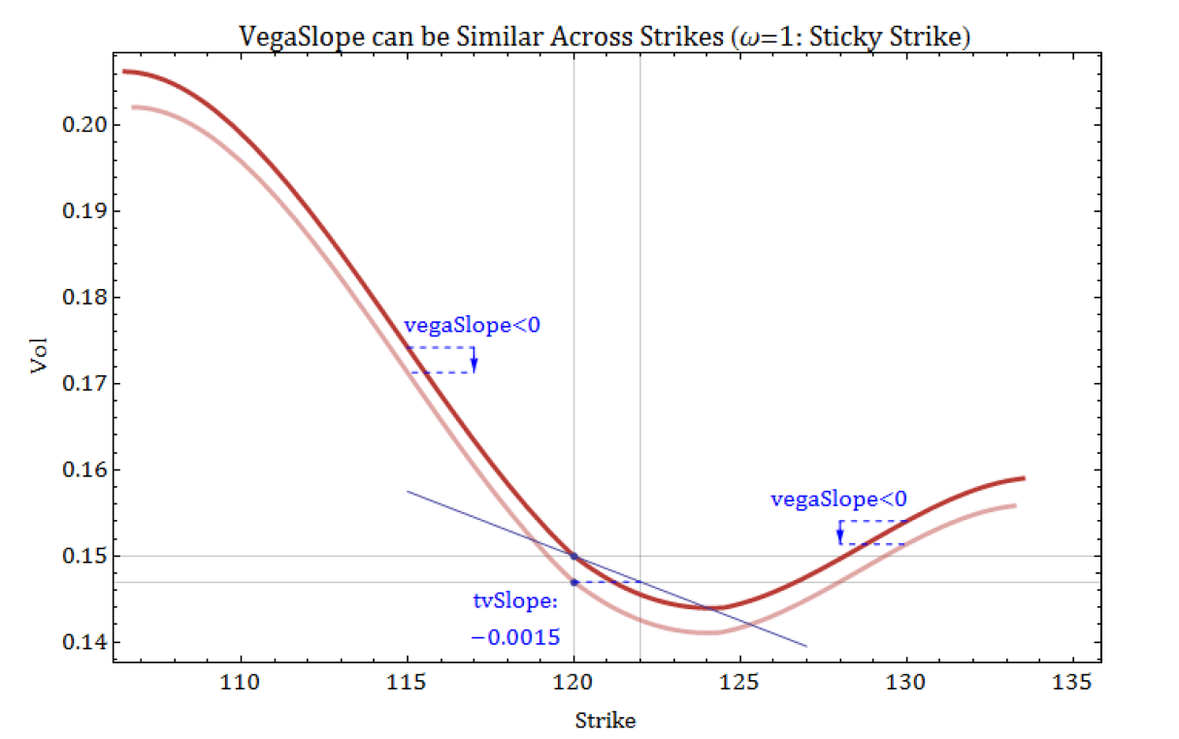 VegaSlope can be Similar Across Strikes (ω=1: Sticky Strike)
0.20
0.19
0.18
0.17
0.16
0.15
0.14
Vol
vegaSlope<0
vegaSlope<0
tvSlope:
−0.0015
110
115
120
125
130
135
Strike